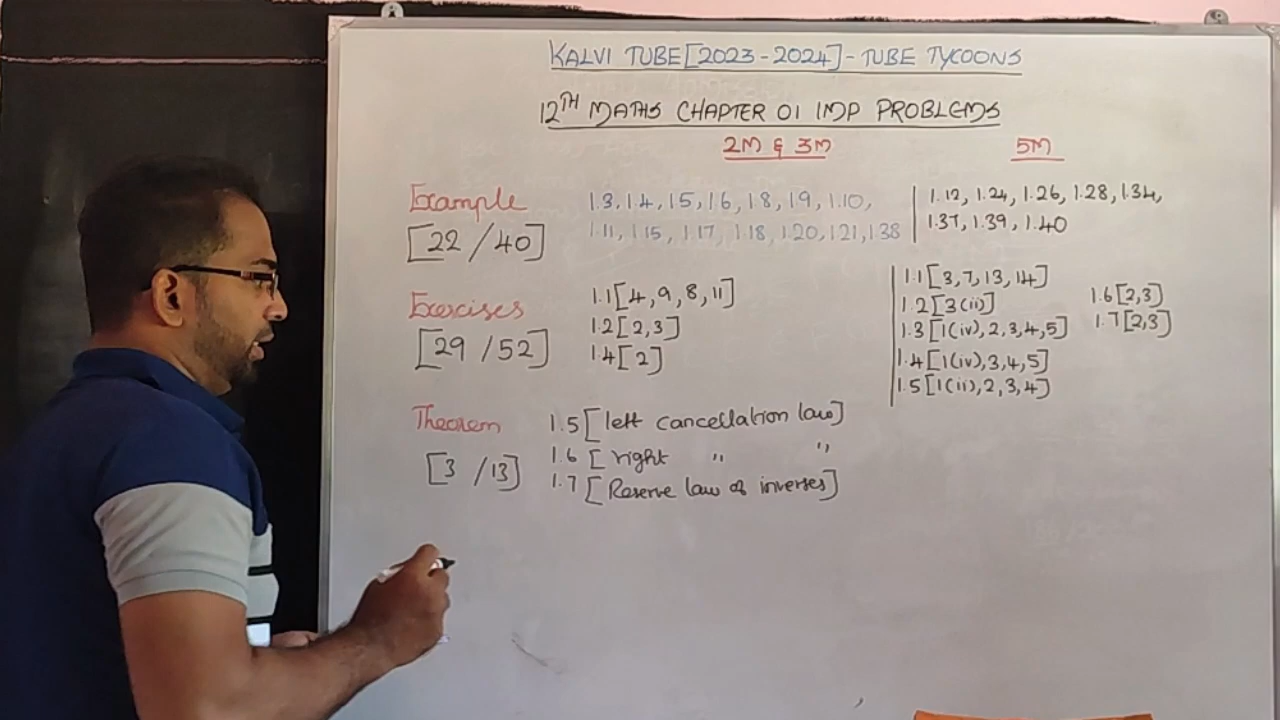 KALVI TUBE[2023-2024]-TUBE TYCOONS
12TH MATHS CHAPTER 01 IMP PROBLEMS
2M & 3M 5M
Example 1.3, 1.4, 1.5, 1.6, 1.8, 1.9, 1.10, 1.12, 1.24, 1.26, 1.28, 1.34,
[22 / 40] 1.11, 1.15, 1.17, 1.18, 1.20, 1.21, 1.38 1.37, 1.39, 1.40
Exercises 1.1[4, 9, 8, 11] 1.1[3, 7, 13, 14] 1.6[2,3]
[29 / 52] 1.2[2,3] 1.2[3(ii)] 1.7[2,3]
1.4[2] 1.3[1(iv), 2, 3, 4, 5]
1.4[1(iv), 3, 4, 5]
1.5[1(ii), 2, 3, 4]
Theorem 1.5[left cancellation law]
[3 / 13] 1.6[right " "
1.7[Reserve law of inverses]